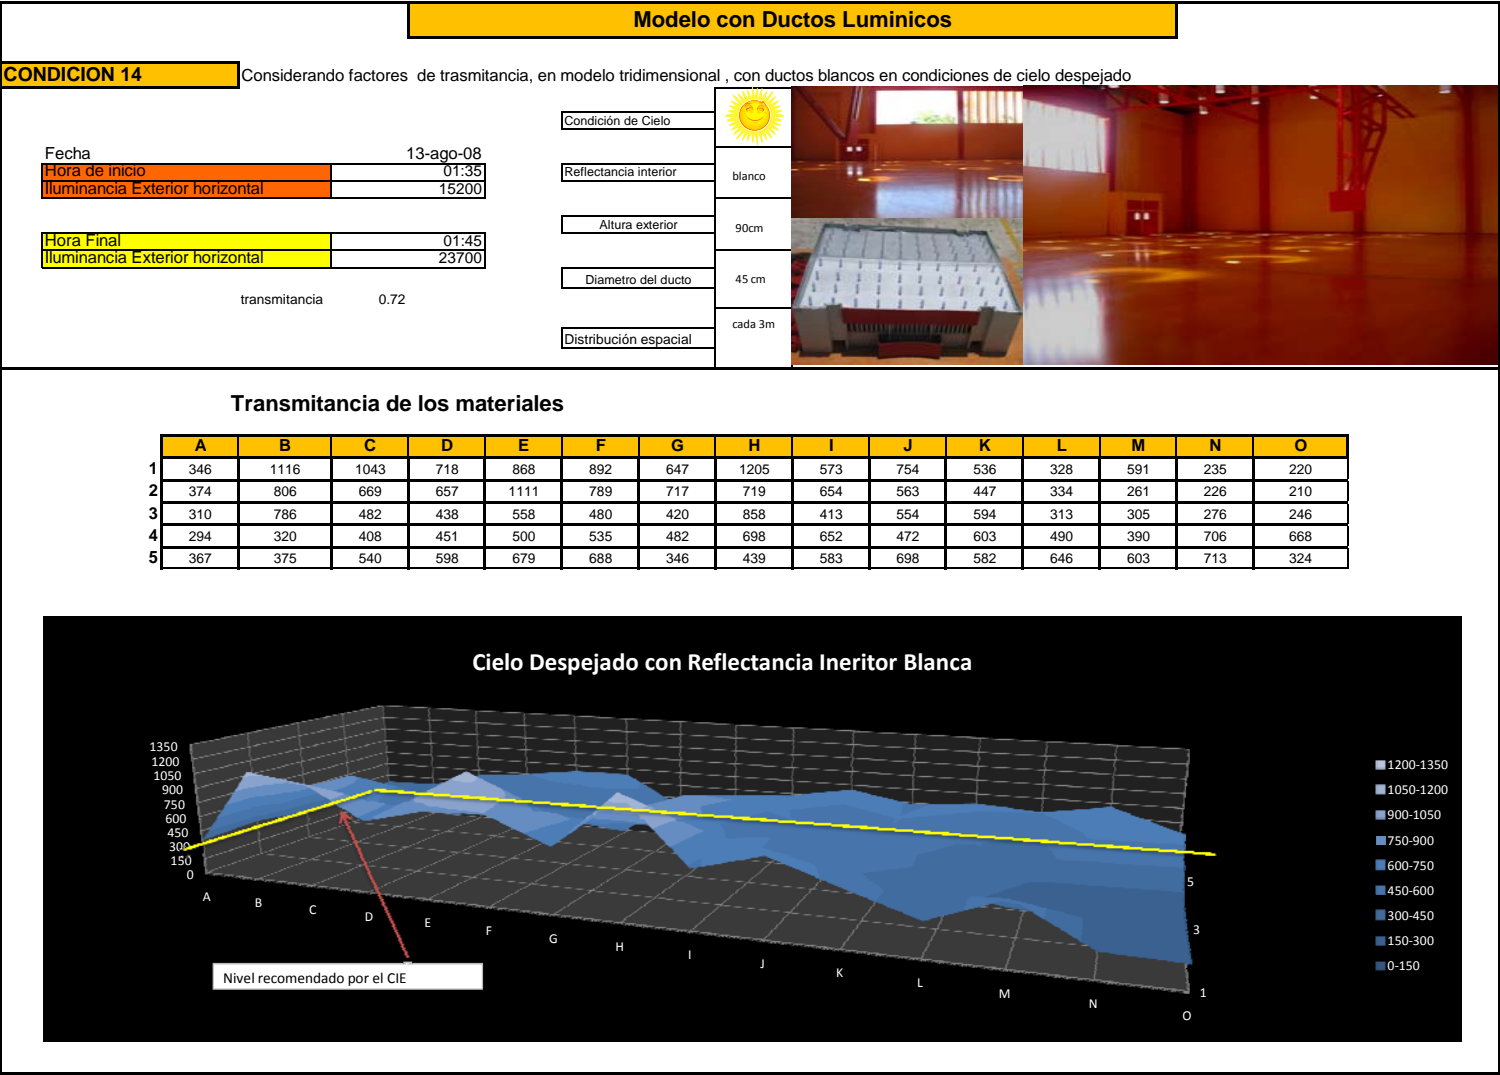 Modelo con Ductos Luminicos
CONDICION 14
Considerando factores  de trasmitancia, en modelo tridimensional , con ductos blancos en condiciones de cielo despejado
Condición de Cielo
Fecha 13-ago-08
Hora de inicio 01:35
Iluminancia Exterior horizontal 15200
Reflectancia interior blanco
Altura exterior 90cm
Hora Final 01:45
Iluminancia Exterior horizontal 23700
Diametro del ducto 45 cm
transmitancia 0.72
cada 3m
Distribución espacial
Transmitancia de los materiales
A B C D E F G H I J K L M N O
1 346 1116 1043 718 868 892 647 1205 573 754 536 328 591 235 220
2 374 806 669 657 1111 789 717 719 654 563 447 334 261 226 210
3 310 786 482 438 558 480 420 858 413 554 594 313 305 276 246
4 294 320 408 451 500 535 482 698 652 472 603 490 390 706 668
5 367 375 540 598 679 688 346 439 583 698 582 646 603 713 324
Cielo Despejado con Reflectancia Ineritor Blanca
1350
1200
1050
900
750
600
450
300
150
0
A B C D E F G H I J K L M N O
5
3
1
Nivel recomendado por el CIE
1200-1350
1050-1200
900-1050
750-900
600-750
450-600
300-450
150-300
0-150